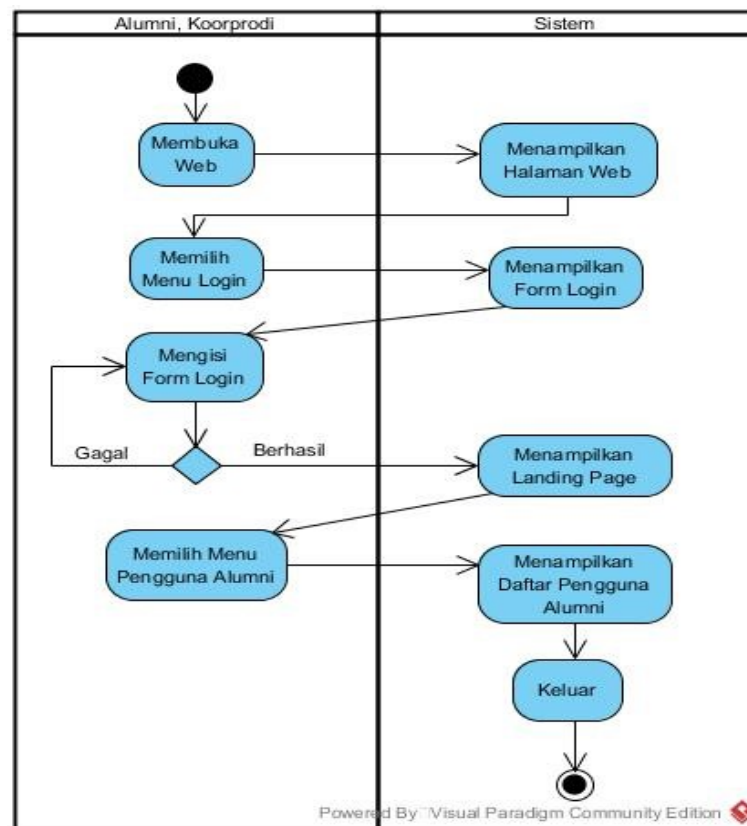 Alumni, Koorprodi
Sistem
Membuka
Web
Menampilkan
Halaman Web
Memilih
Menu Login
Menampilkan
Form Login
Mengisi
Form Login
Gagal
Berhasil
Menampilkan
Landing Page
Memilih Menu
Pengguna Alumni
Menampilkan
Daftar Pengguna
Alumni
Keluar
Powered By Visual Paradigm Community Edition